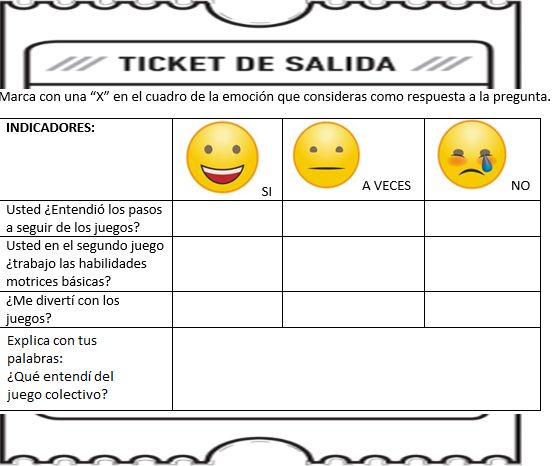 TICKET DE SALIDA
Marca con una “X” en el cuadro de la emoción que consideras como respuesta a la pregunta.
INDICADORES:
SI
A VECES
NO
Usted ¿Entendió los pasos
a seguir de los juegos?
Usted en el segundo juego
¿trabajo las habilidades
motrices básicas?
¿Me divertí con los
juegos?
Explica con tus
palabras:
¿Qué entendí del
juego colectivo?